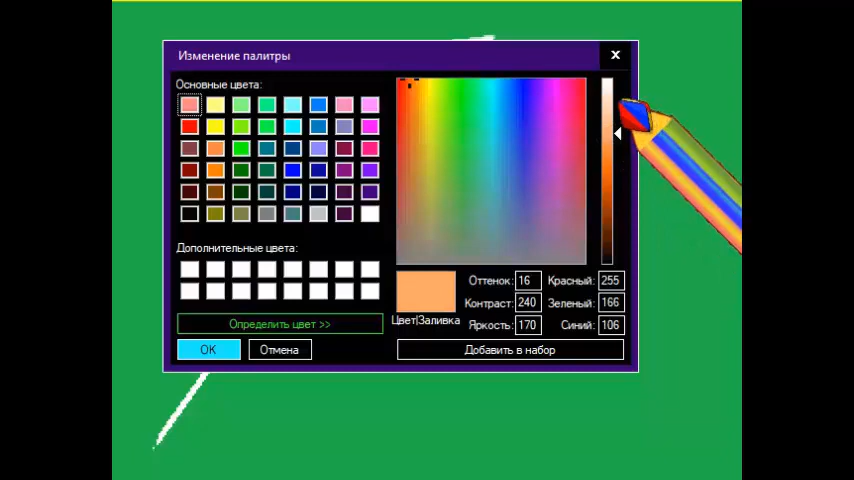 Изменение палитры
x
Основные цвета:
Дополнительные цвета:
Определить цвет >>
OK
Отмена
Цвет|Заливка
Оттенок: 16
Контраст: 240
Яркость: 170
Красный: 255
Зеленый: 166
Синий: 106
Добавить в набор